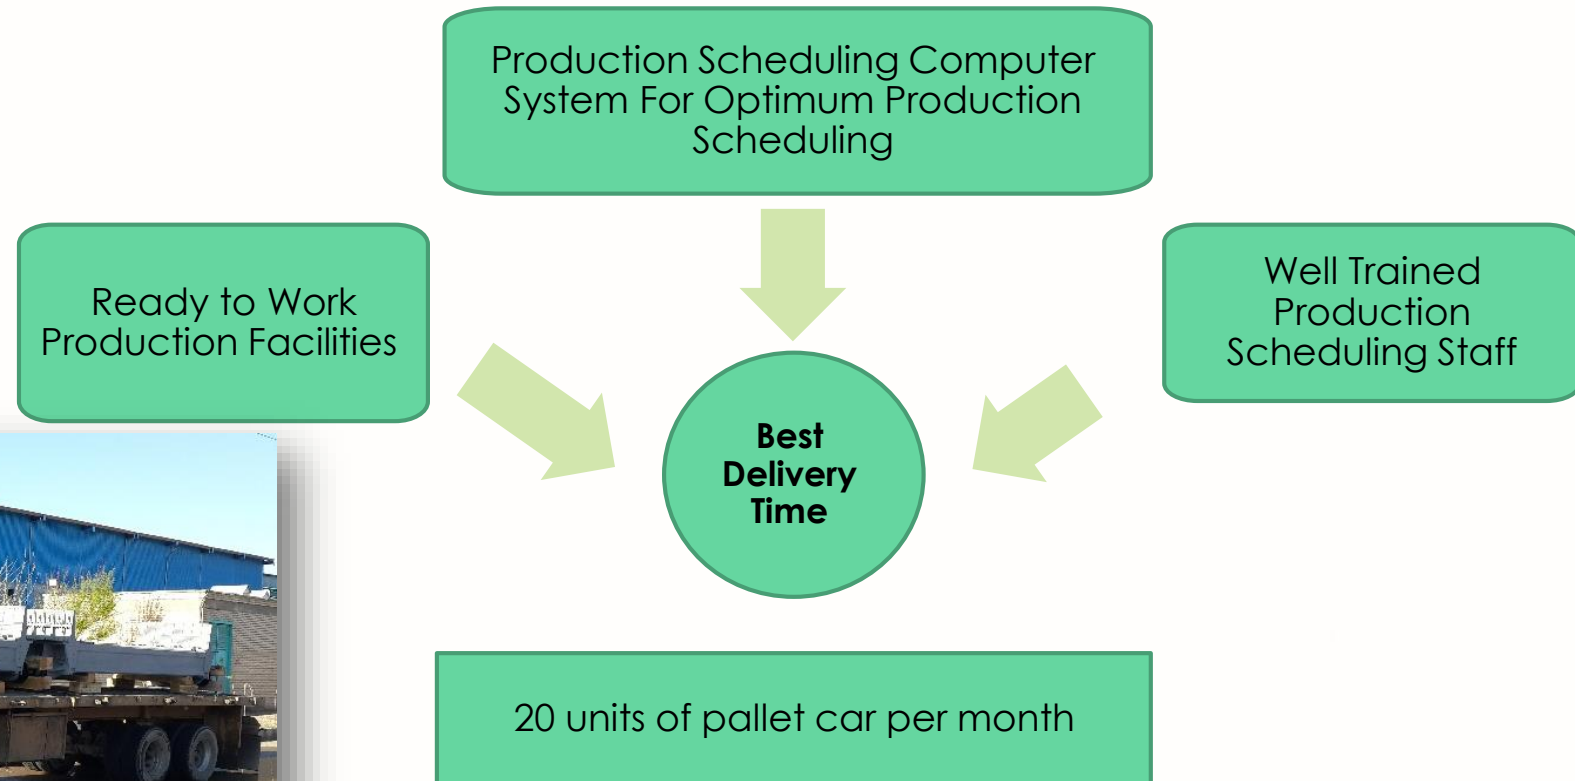 Production Scheduling Computer
System For Optimum Production
Scheduling
Ready to Work
Production Facilities
Well Trained
Production
Scheduling Staff
Best
Delivery
Time
20 units of pallet car per month